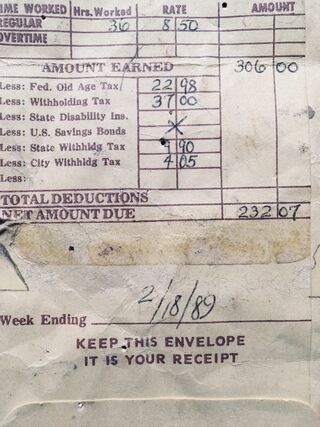 IME WORKED Hrs. Worked RATE AMOUNT
REGULAR 36 8 50
OVERTIME
AMOUNT EARNED 306 00
Less: Fed. Old Age Tax 22 98
Less: Withholding Tax 37 00
Less: State Disability Ins.
Less: U.S. Savings Bonds X
Less: State Withhldg Tax 9 90
Less: City Withhldg Tax 4 05
Less:
TOTAL DEDUCTIONS
NET AMOUNT DUE 232 07
Week Ending 2/18/89
KEEP THIS ENVELOPE
IT IS YOUR RECEIPT